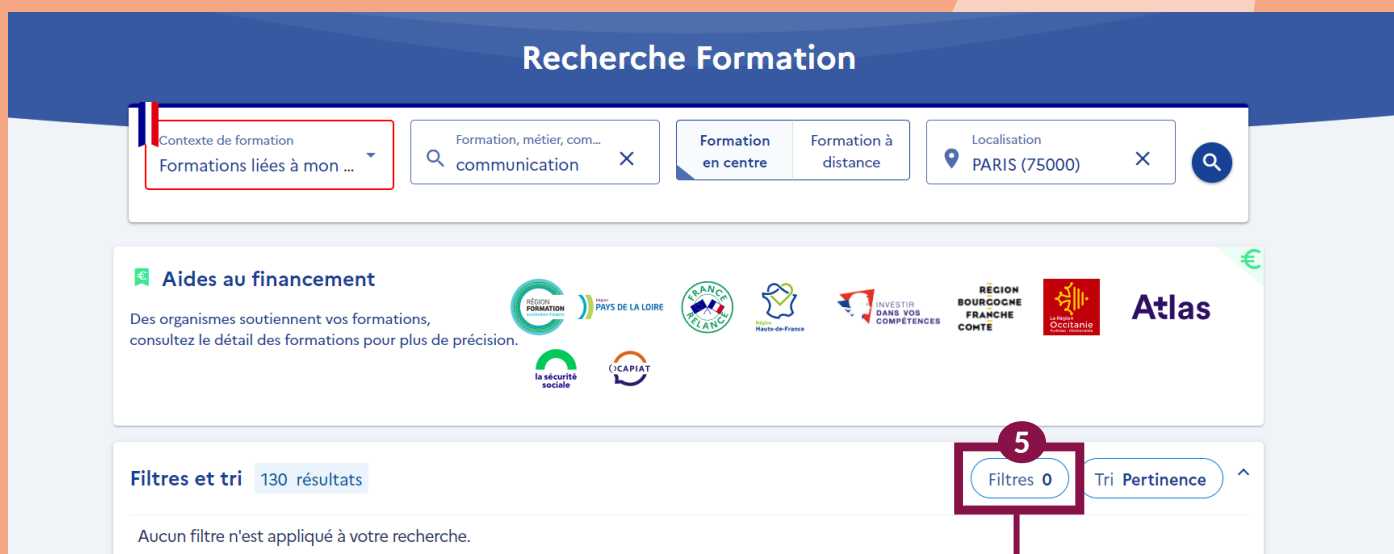 Recherche Formation
Contexte de formation
Formations liées à mon ...
Formation, métier, com...
communication
Formation
en centre
Formation à
distance
Localisation
PARIS (75000)
Aides au financement
Des organismes soutiennent vos formations,
consultez le détail des formations pour plus de précision.
RÉGION
FORMATION
Région
PAYS DE LA LOIRE
FRANCE
RELANCE
Région
Hauts-de-France
INVESTIR
DANS VOS
COMPÉTENCES
REGION
BOURGOGNE
FRANCHE
COMTE
La Région
Occitanie
Pyrénées - Méditerranée
Atlas
la sécurité
sociale
OCAPIAT
€
5
Filtres et tri 130 résultats
Filtres 0
Tri Pertinence
Aucun filtre n'est appliqué à votre recherche.